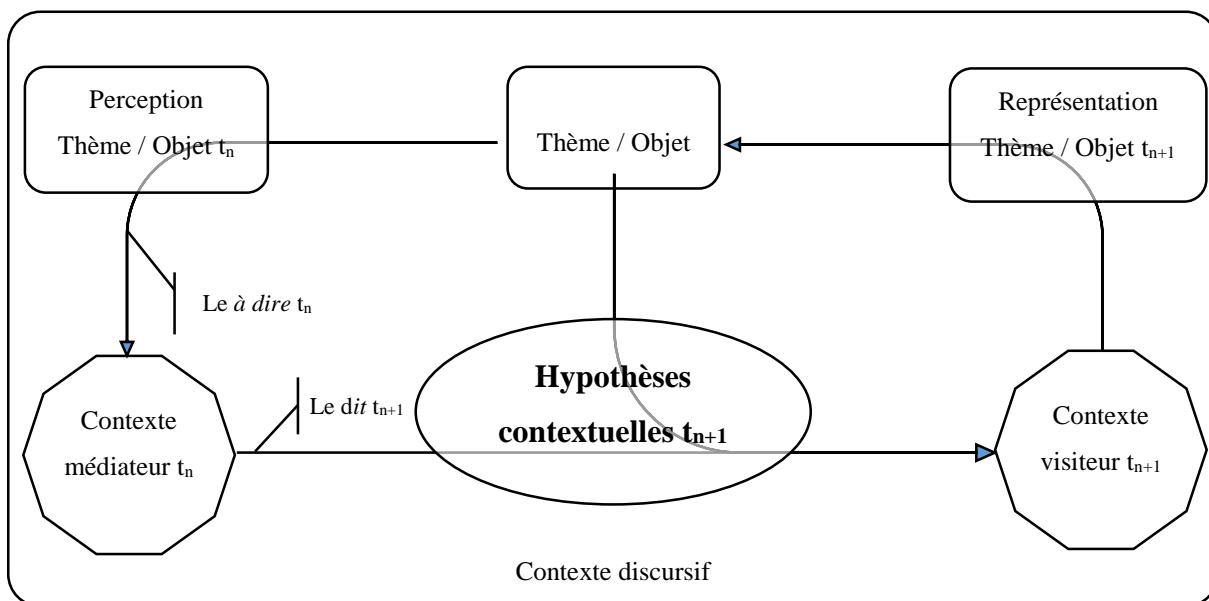 Perception
Thème / Objet tn
Thème / Objet
Représentation
Thème / Objet tn+1
Le à dire tn
Contexte
médiateur tn
Le dit tn+1
Hypothèses
contextuelles tn+1
Contexte
visiteur tn+1
Contexte discursif